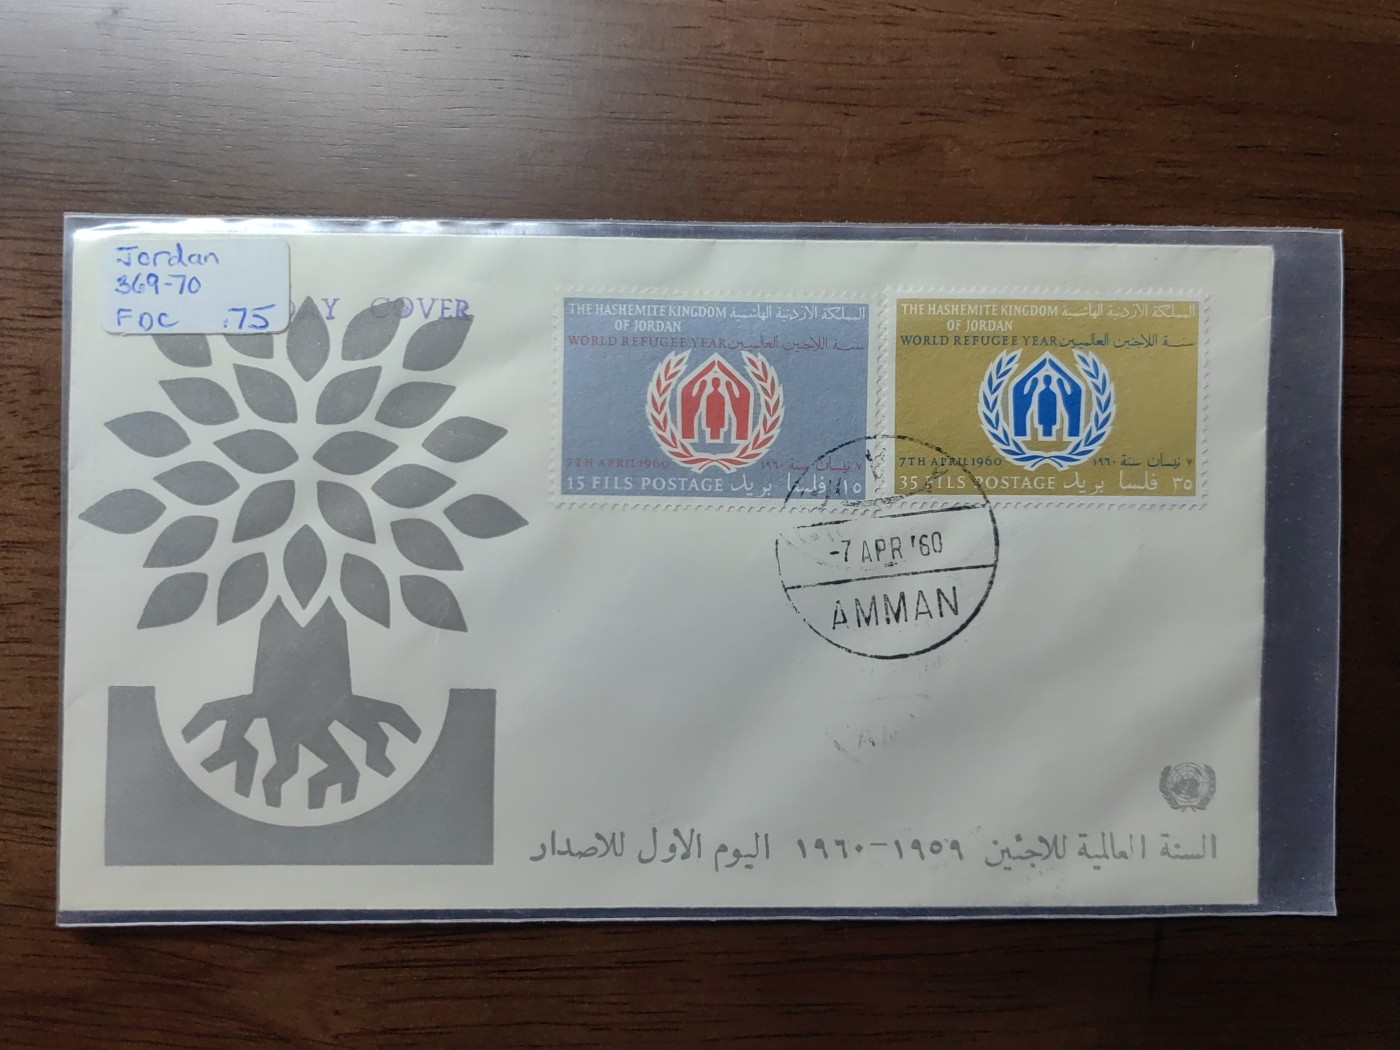 Jordan
369-70
FDC .75
COVER
THE HASHEMITE KINGDOM المملكة الاردنية الهاشمية
OF JORDAN
WORLD REFUGEE YEAR سنة اللاجئين العالميين
7TH APRIL 1960 ٧ نيسان سنة ١٩٦٠
15 FILS POSTAGE ١٥ فلسا بريد
THE HASHEMITE KINGDOM المملكة الاردنية الهاشمية
OF JORDAN
WORLD REFUGEE YEAR سنة اللاجئين العالميين
7TH APRIL 1960 ٧ نيسان سنة ١٩٦٠
35 FILS POSTAGE ٣٥ فلسا بريد
-7 APR '60
AMMAN
السنة العالمية للاجئين ١٩٥٩-١٩٦٠ اليوم الاول للاصدار